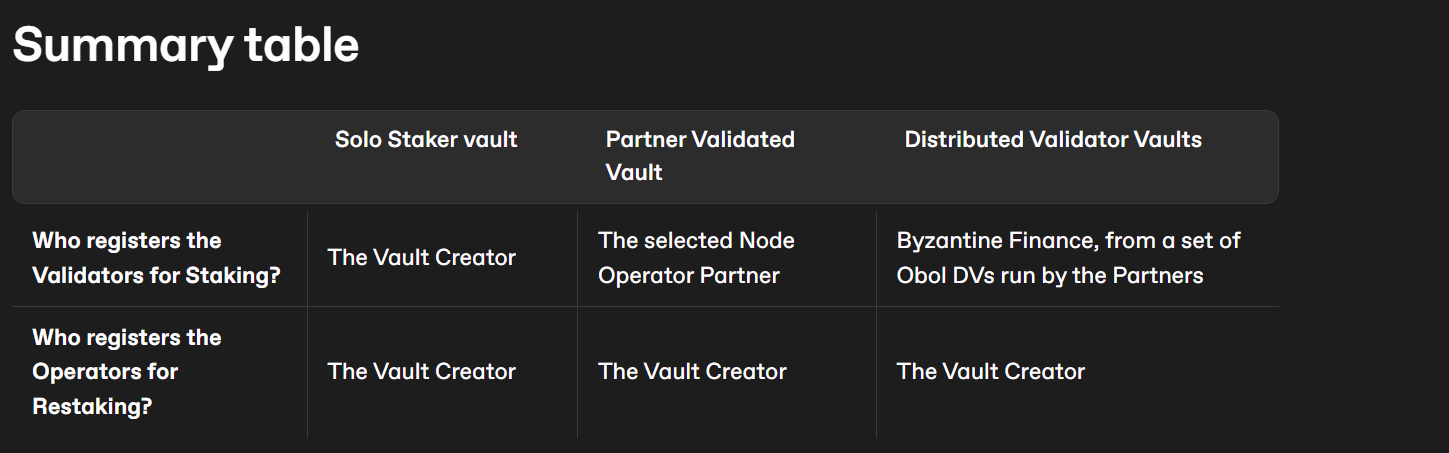 Summary table
Solo Staker vault
Partner Validated
Vault
Distributed Validator Vaults
Who registers the
Validators for Staking?
The Vault Creator
The selected Node
Operator Partner
Byzantine Finance, from a set of
Obol DVs run by the Partners
Who registers the
Operators for
Restaking?
The Vault Creator
The Vault Creator
The Vault Creator